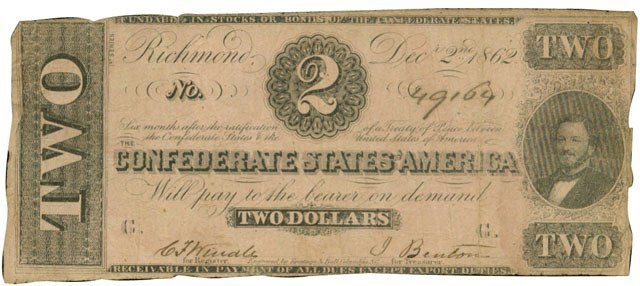 FUNDABLE IN STOCKS OR BONDS OF THE CONFEDERATE STATES.
TWO
Richmond, Dec. 2nd 1862
TWO
No. 2 49164
Six months after the ratification of a Treaty of Peace between
the Confederate States & the United States of America
THE
CONFEDERATE STATES AMERICA
Will pay to the bearer on demand
G. TWO DOLLARS G.
TWO
J Benton
for Register. for Treasurer.
RECEIVABLE IN PAYMENT OF ALL DUES EXCEPT EXPORT DUTIES.